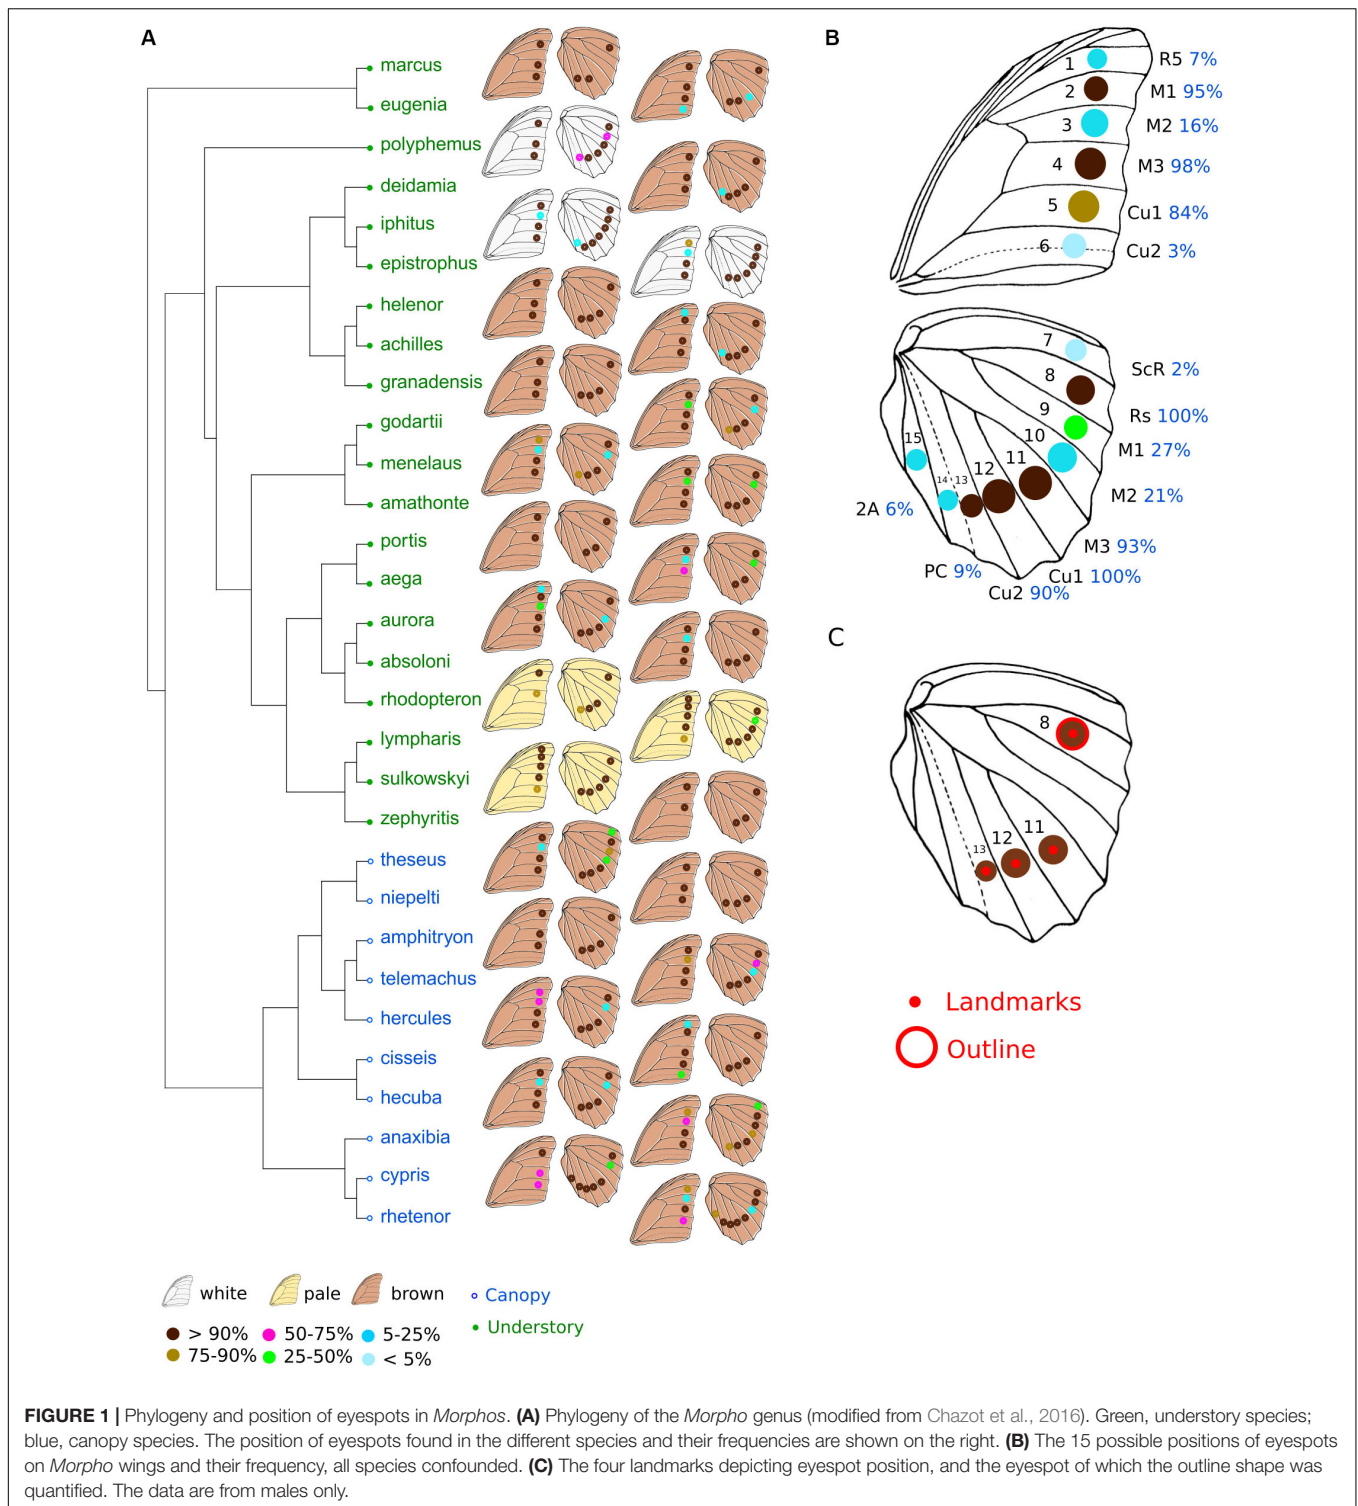 A
marcus
eugenia
polyphemus
deidamia
iphitus
epistrophus
helenor
achilles
granadensis
godartii
menelaus
amathonte
portis
aega
aurora
absoloni
rhodopteron
lympharis
sulkowskyi
zephyritis
theseus
niepelti
amphitryon
telemachus
hercules
cisseis
hecuba
anaxibia
cypris
rhetenor
white pale brown
> 90% 50-75% 5-25%
75-90% 25-50% < 5%
Canopy
Understory
B
1 R5 7%
2 M1 95%
3 M2 16%
4 M3 98%
5 Cu1 84%
6 Cu2 3%
7 ScR 2%
8 Rs 100%
9 M1 27%
10 M2 21%
11 M3 93%
12 Cu1 100%
13 Cu2 90%
14 PC 9%
15 2A 6%
C
8
11
12
13
Landmarks
Outline
FIGURE 1 | Phylogeny and position of eyespots in Morphos. (A) Phylogeny of the Morpho genus (modified from Chazot et al., 2016). Green, understory species;
blue, canopy species. The position of eyespots found in the different species and their frequencies are shown on the right. (B) The 15 possible positions of eyespots
on Morpho wings and their frequency, all species confounded. (C) The four landmarks depicting eyespot position, and the eyespot of which the outline shape was
quantified. The data are from males only.